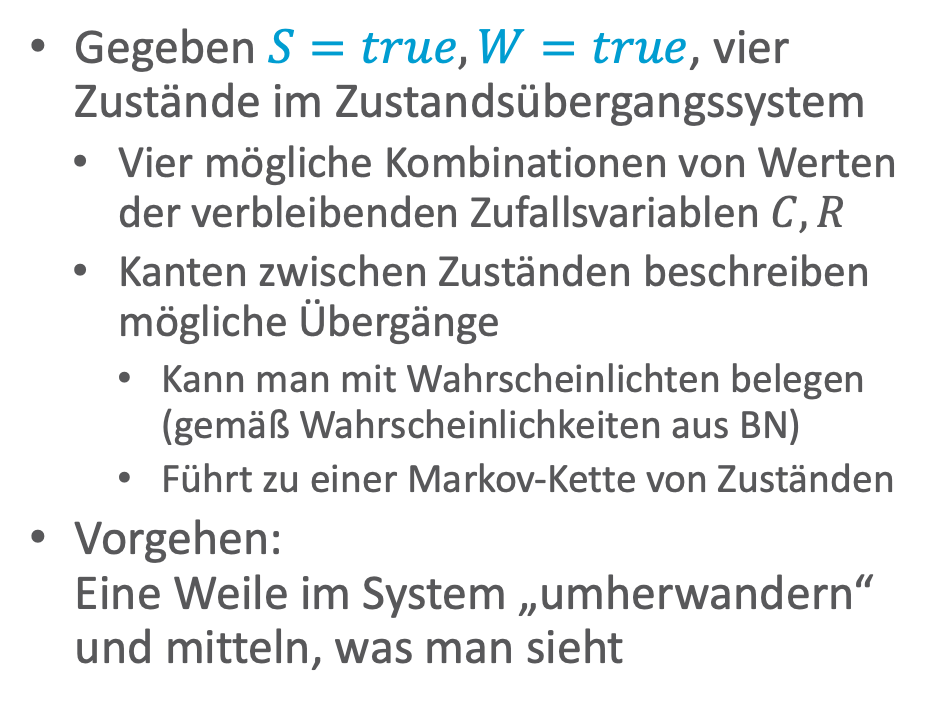 • Gegeben S = true, W = true, vier
Zustände im Zustandsübergangssystem
• Vier mögliche Kombinationen von Werten
der verbleibenden Zufallsvariablen C, R
• Kanten zwischen Zuständen beschreiben
mögliche Übergänge
• Kann man mit Wahrscheinlichten belegen
(gemäß Wahrscheinlichkeiten aus BN)
• Führt zu einer Markov-Kette von Zuständen
• Vorgehen:
Eine Weile im System „umherwandern“
und mitteln, was man sieht